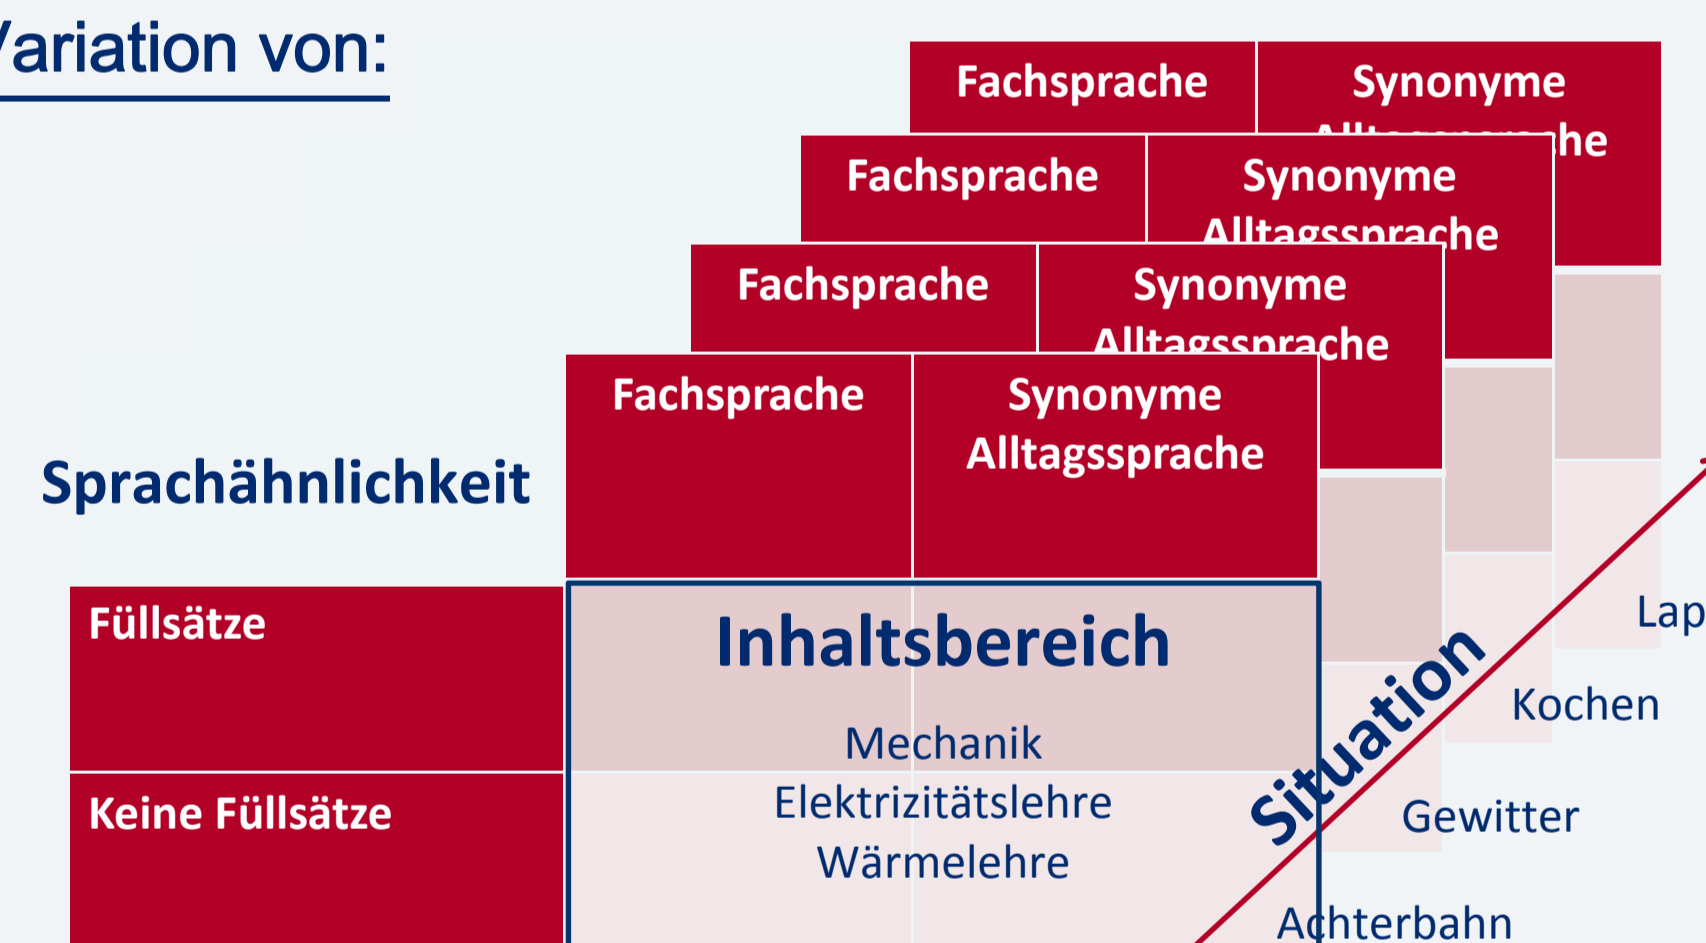 Variation von:
Fachsprache
Synonyme
Fachsprache
Synonyme
Alltagssprache
Fachsprache
Synonyme
Alltagssprache
Fachsprache
Synonyme
Alltagssprache
Sprachähnlichkeit
Füllsätze
Keine Füllsätze
Inhaltsbereich
Mechanik
Elektrizitätslehre
Wärmelehre
Situation
Lap
Kochen
Gewitter
Achterbahn